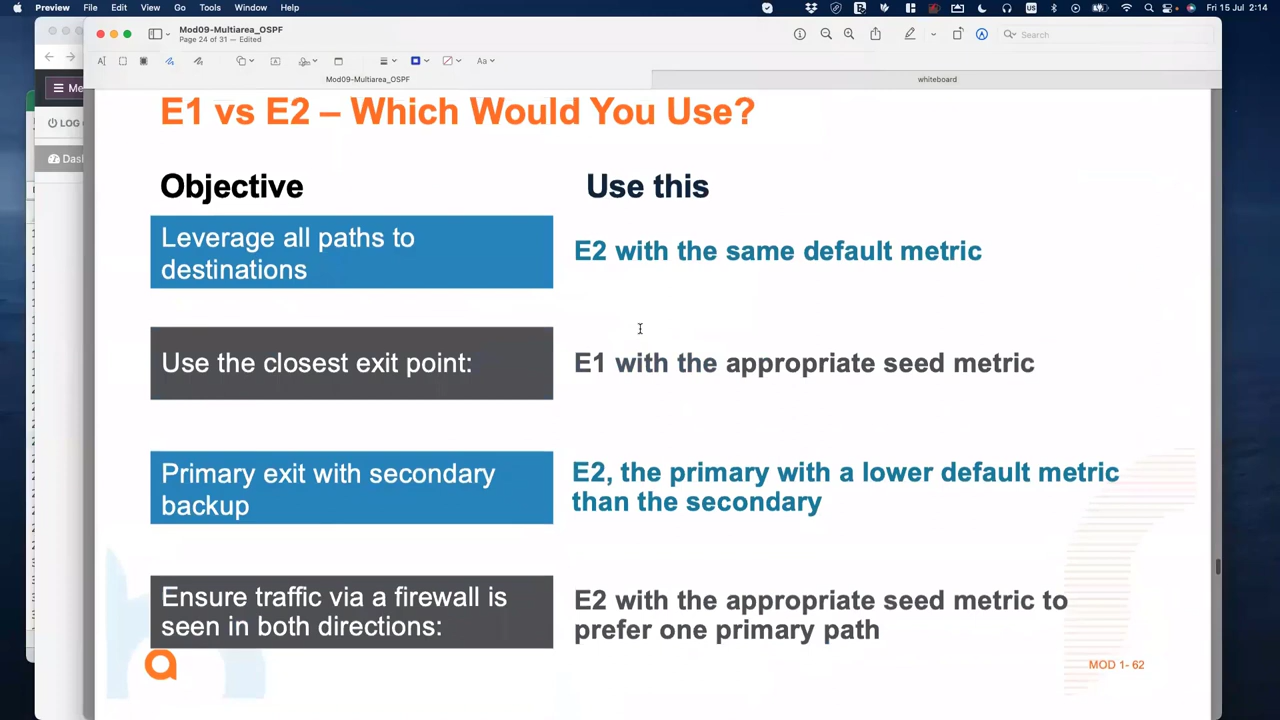 Preview File Edit View Go Tools Window Help
Fri 15 Jul 2:14
Mod09-Multiarea_OSPF
Page 24 of 31 — Edited
Search
Aa
Mod09-Multiarea_OSPF
whiteboard
Me
LOG
Dash
E1 vs E2 – Which Would You Use?
Objective
Use this
Leverage all paths to
destinations
E2 with the same default metric
Use the closest exit point:
E1 with the appropriate seed metric
Primary exit with secondary
backup
E2, the primary with a lower default metric
than the secondary
Ensure traffic via a firewall is
seen in both directions:
E2 with the appropriate seed metric to
prefer one primary path
MOD 1- 62